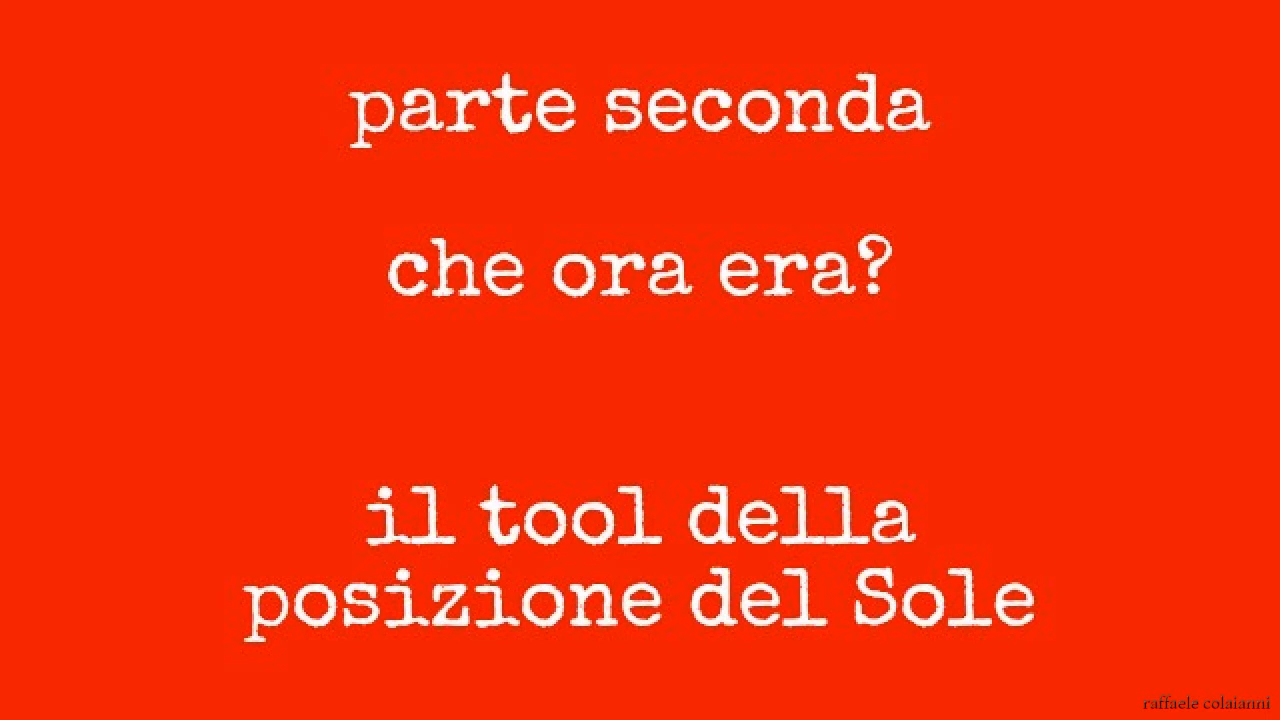 parte seconda
che ora era?
il tool della
posizione del Sole
raffaele colaianni